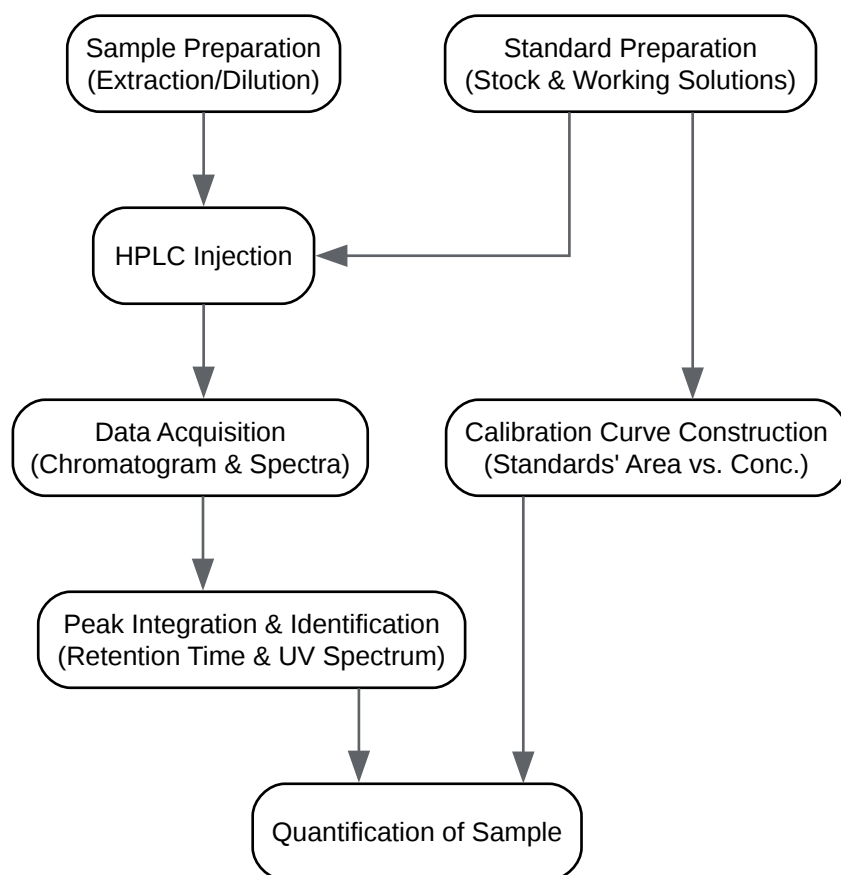 Sample Preparation
(Extraction/Dilution)
Standard Preparation
(Stock & Working Solutions)
HPLC Injection
Data Acquisition
(Chromatogram & Spectra)
Calibration Curve Construction
(Standards' Area vs. Conc.)
Peak Integration & Identification
(Retention Time & UV Spectrum)
Quantification of Sample